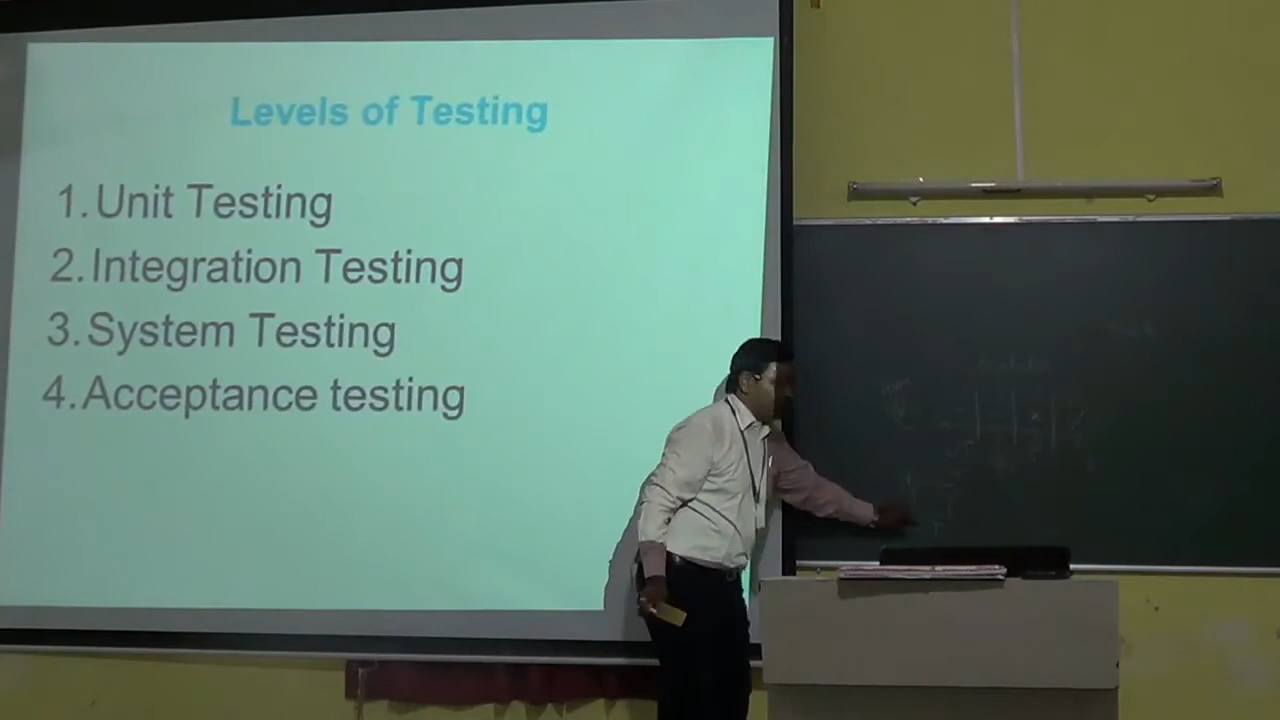 Levels of Testing
1. Unit Testing
2. Integration Testing
3. System Testing
4. Acceptance testing